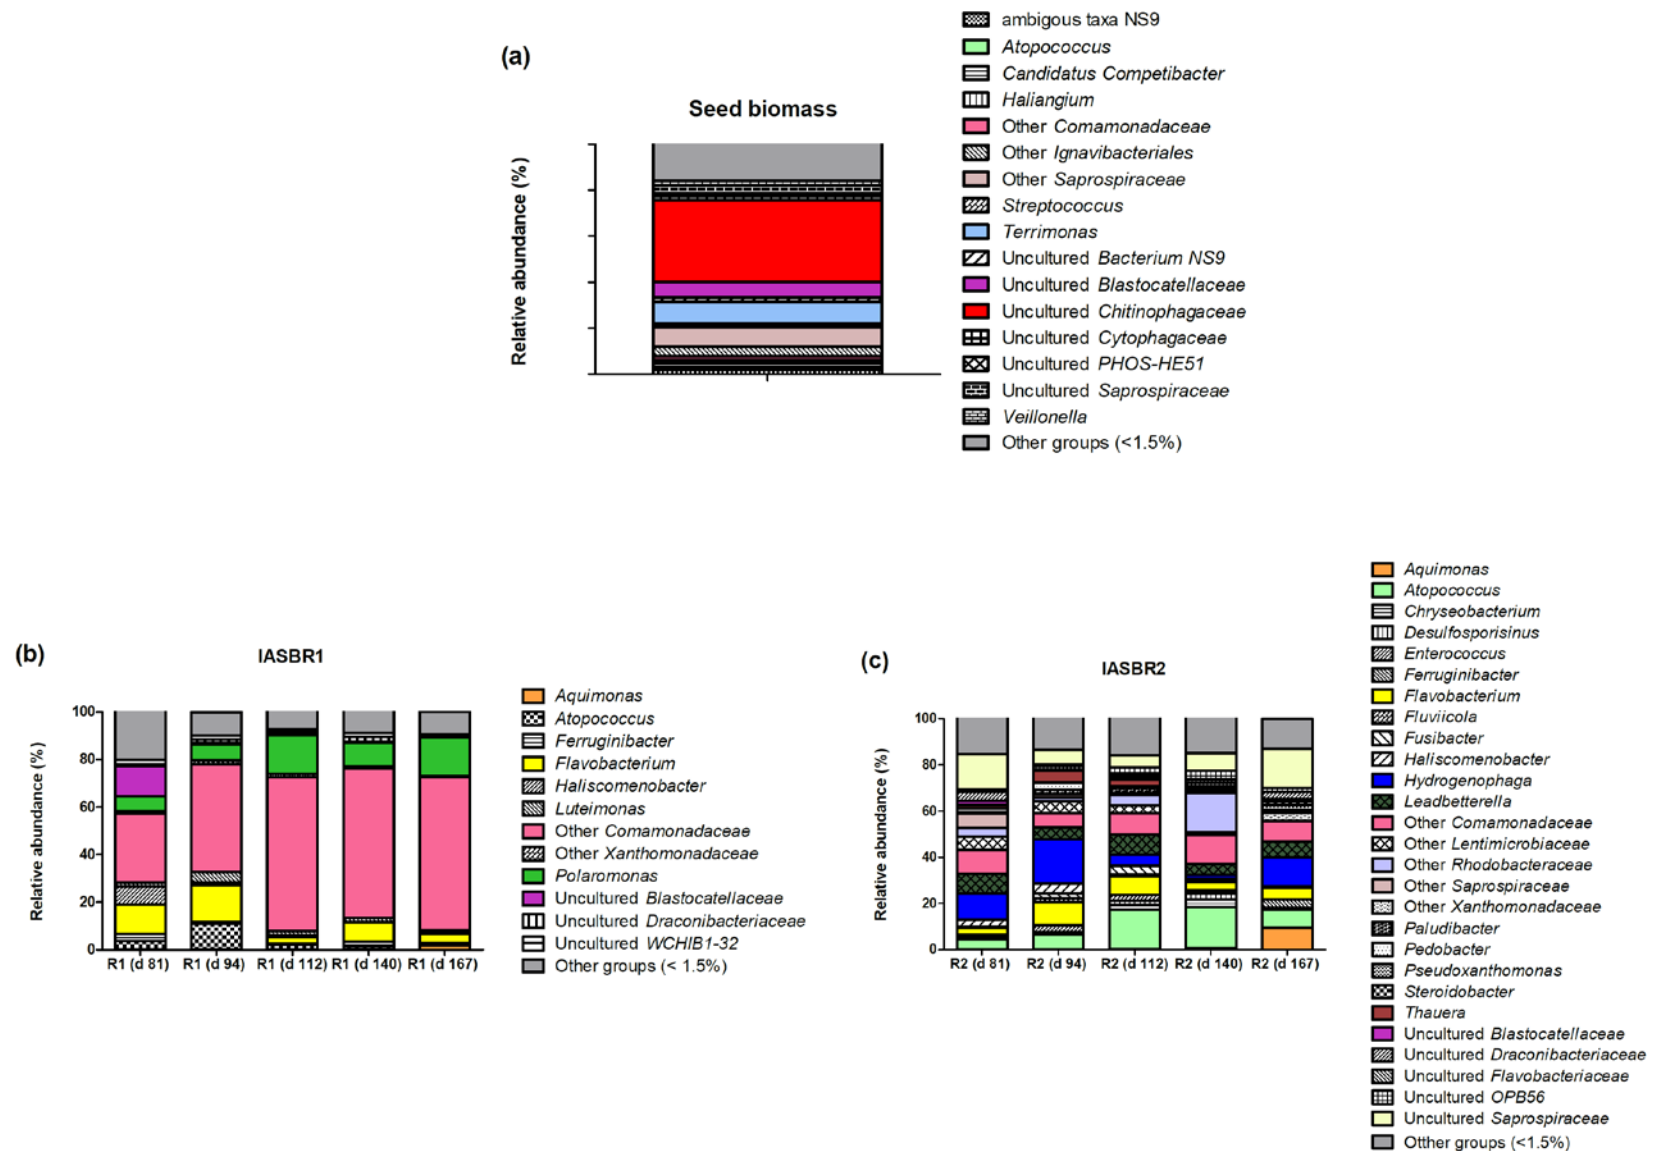 (a)
Seed biomass
Relative abundance (%)
ambigous taxa NS9
Atopococcus
Candidatus Competibacter
Haliangium
Other Comamonadaceae
Other Ignavibacteriales
Other Saprospiraceae
Streptococcus
Terrimonas
Uncultured Bacterium NS9
Uncultured Blastocatellaceae
Uncultured Chitinophagaceae
Uncultured Cytophagaceae
Uncultured PHOS-HE51
Uncultured Saprospiraceae
Veillonella
Other groups (<1.5%)
(b)
IASBR1
Relative abundance (%)
100
80
60
40
20
0
R1 (d 81) R1 (d 94) R1 (d 112) R1 (d 140) R1 (d 167)
Aquimonas
Atopococcus
Ferruginibacter
Flavobacterium
Haliscomenobacter
Luteimonas
Other Comamonadaceae
Other Xanthomonadaceae
Polaromonas
Uncultured Blastocatellaceae
Uncultured Draconibacteriaceae
Uncultured WCHIB1-32
Other groups (< 1.5%)
(c)
IASBR2
Relative abundance (%)
100
80
60
40
20
0
R2 (d 81) R2 (d 94) R2 (d 112) R2 (d 140) R2 (d 167)
Aquimonas
Atopococcus
Chryseobacterium
Desulfosporisinus
Enterococcus
Ferruginibacter
Flavobacterium
Fluviicola
Fusibacter
Haliscomenobacter
Hydrogenophaga
Leadbetterella
Other Comamonadaceae
Other Lentimicrobiaceae
Other Rhodobacteraceae
Other Saprospiraceae
Other Xanthomonadaceae
Paludibacter
Pedobacter
Pseudoxanthomonas
Steroidobacter
Thauera
Uncultured Blastocatellaceae
Uncultured Draconibacteriaceae
Uncultured Flavobacteriaceae
Uncultured OPB56
Uncultured Saprospiraceae
Otther groups (<1.5%)